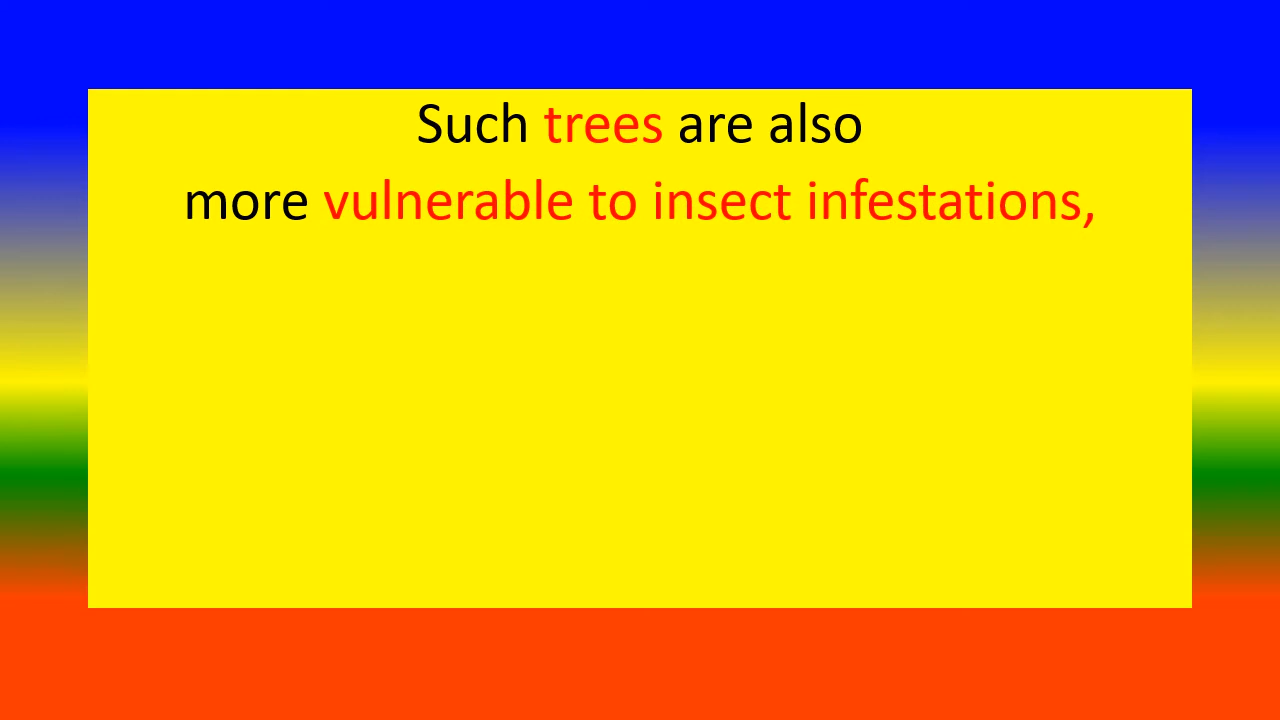 Such trees are also
more vulnerable to insect infestations,